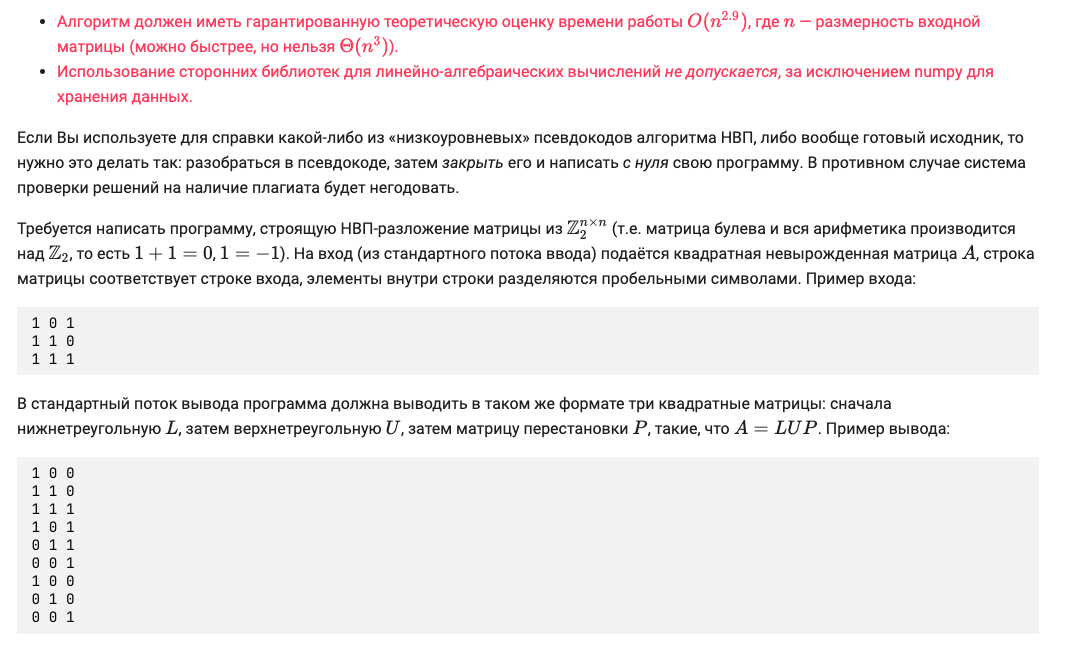 • Алгоритм должен иметь гарантированную теоретическую оценку времени работы O(n^{2.9}), где n — размерность входной
матрицы (можно быстрее, но нельзя Θ(n^3)).
• Использование сторонних библиотек для линейно-алгебраических вычислений не допускается, за исключением numpy для
хранения данных.
Если Вы используете для справки какой-либо из «низкоуровневых» псевдокодов алгоритма НВП, либо вообще готовый исходник, то
нужно это делать так: разобраться в псевдокоде, затем закрыть его и написать с нуля свою программу. В противном случае система
проверки решений на наличие плагиата будет негодовать.
Требуется написать программу, строящую НВП-разложение матрицы из ℤ_2^{n×n} (т.е. матрица булева и вся арифметика производится
над ℤ_2, то есть 1 + 1 = 0, 1 = −1). На вход (из стандартного потока ввода) подаётся квадратная невырожденная матрица A, строка
матрицы соответствует строке входа, элементы внутри строки разделяются пробельными символами. Пример входа:
1 0 1
1 1 0
1 1 1
В стандартный поток вывода программа должна выводить в таком же формате три квадратные матрицы: сначала
нижнетреугольную L, затем верхнетреугольную U, затем матрицу перестановки P, такие, что A = LUP. Пример вывода:
1 0 0
1 1 0
1 1 1
1 0 1
0 1 1
0 0 1
1 0 0
0 1 0
0 0 1